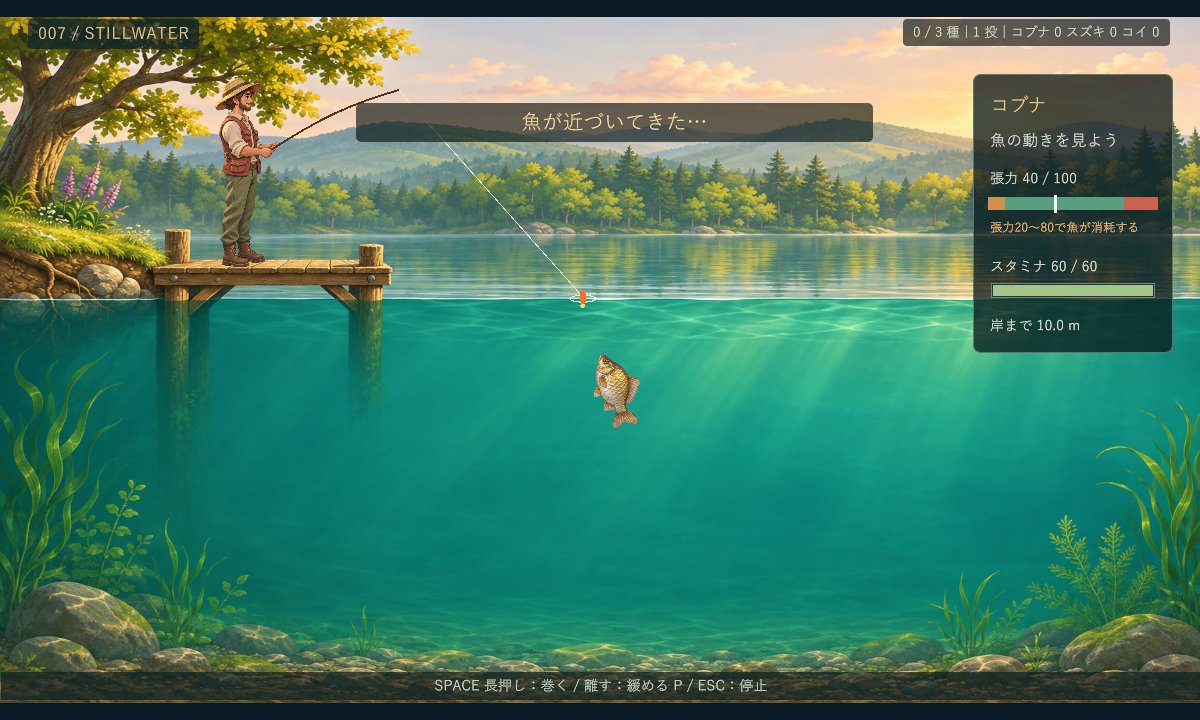 007 / STILLWATER
0 / 3 種 | 1 投 | コブナ 0 スズキ 0 コイ 0
魚が近づいてきた…
コブナ
魚の動きを見よう
張力 40 / 100
張力20〜80で魚が消耗する
スタミナ 60 / 60
岸まで 10.0 m
SPACE 長押し：巻く / 離す：緩める P / ESC：停止